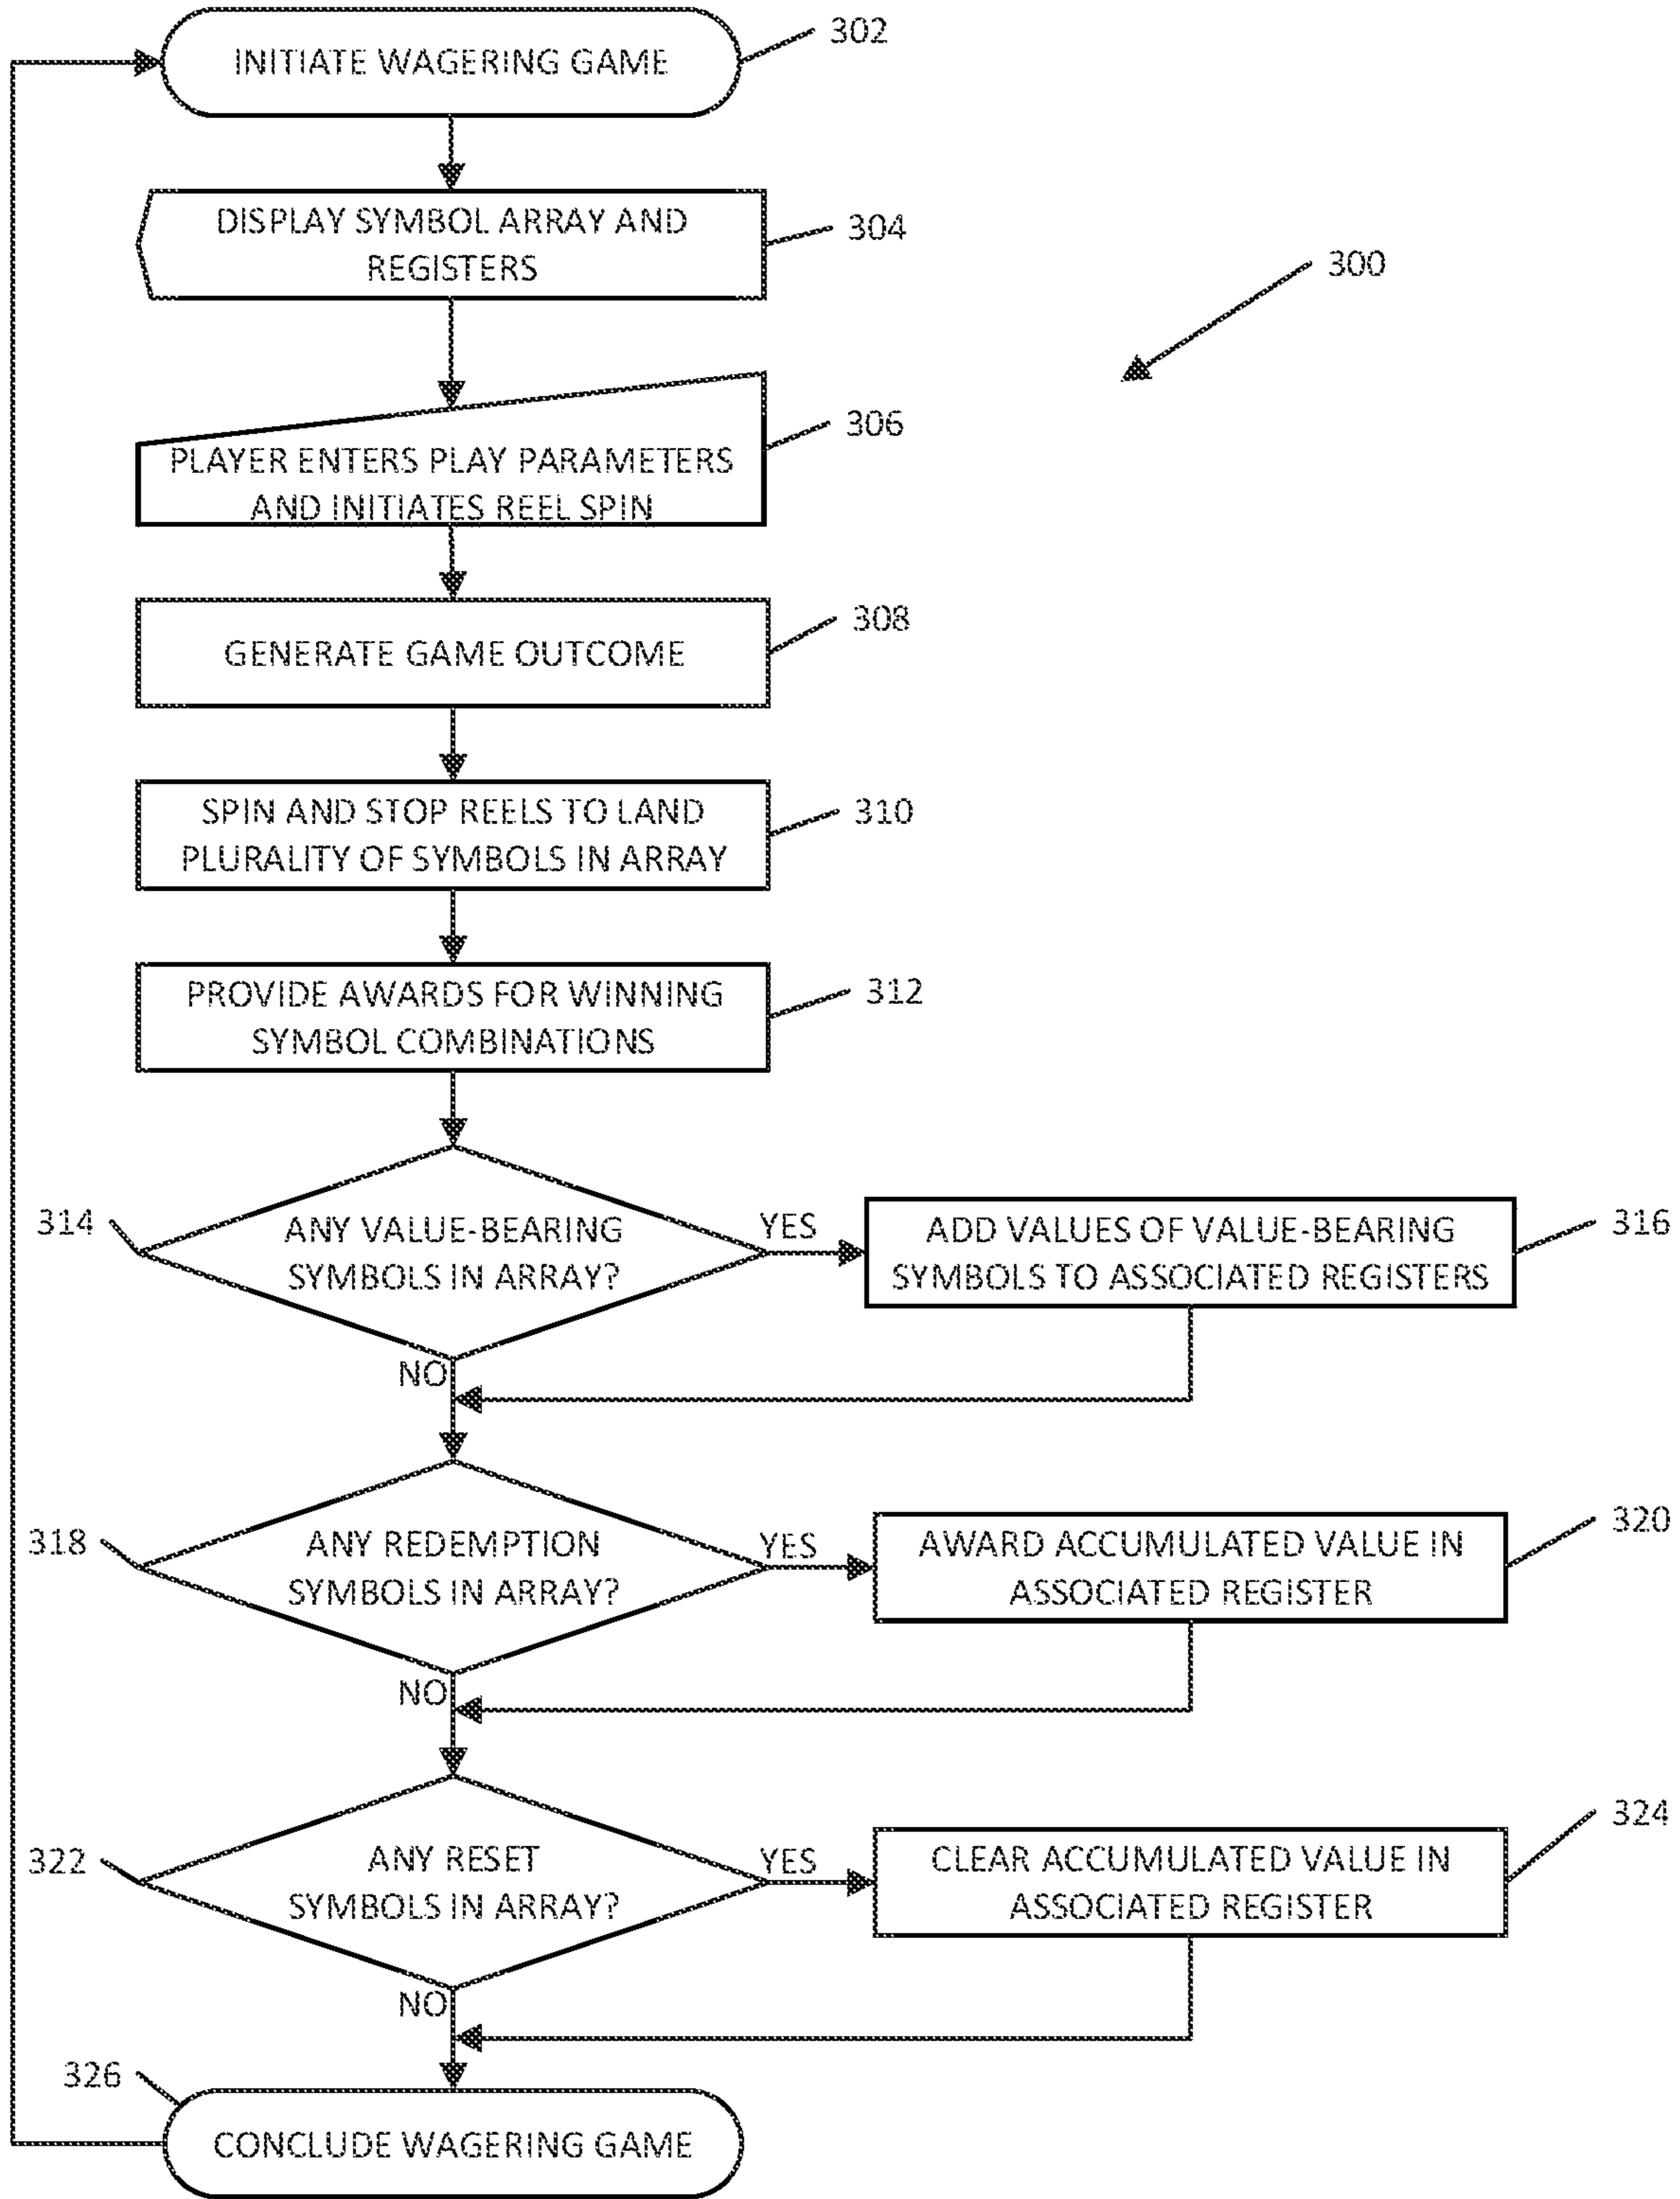 INITIATE WAGERING GAME
302
DISPLAY SYMBOL ARRAY AND
REGISTERS
304
300
PLAYER ENTERS PLAY PARAMETERS
AND INITIATES REEL SPIN
306
GENERATE GAME OUTCOME
308
SPIN AND STOP REELS TO LAND
PLURALITY OF SYMBOLS IN ARRAY
310
PROVIDE AWARDS FOR WINNING
SYMBOL COMBINATIONS
312
314
ANY VALUE-BEARING
SYMBOLS IN ARRAY?
YES
ADD VALUES OF VALUE-BEARING
SYMBOLS TO ASSOCIATED REGISTERS
316
NO
318
ANY REDEMPTION
SYMBOLS IN ARRAY?
YES
AWARD ACCUMULATED VALUE IN
ASSOCIATED REGISTER
320
NO
322
ANY RESET
SYMBOLS IN ARRAY?
YES
CLEAR ACCUMULATED VALUE IN
ASSOCIATED REGISTER
324
NO
326
CONCLUDE WAGERING GAME